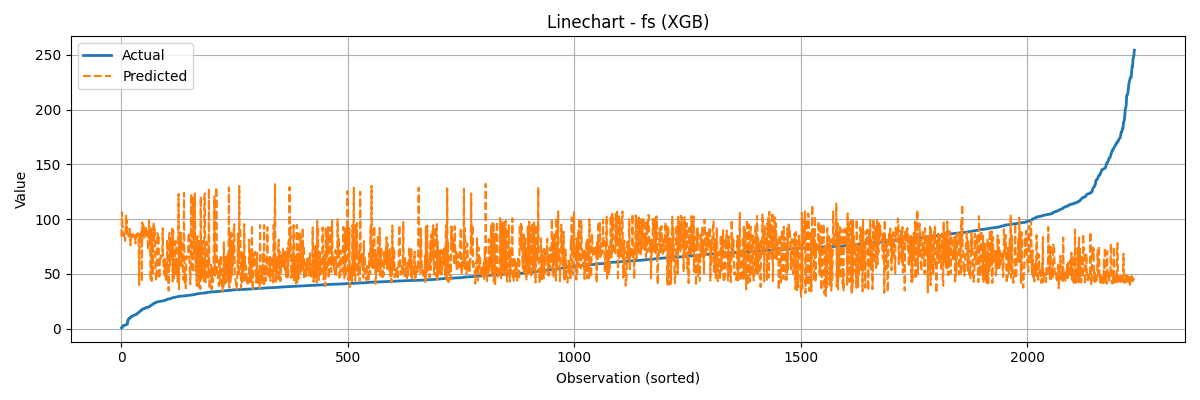 Linechart - fs (XGB)
Actual
Predicted
Value
250
200
150
100
50
0
0
500
1000
1500
2000
Observation (sorted)